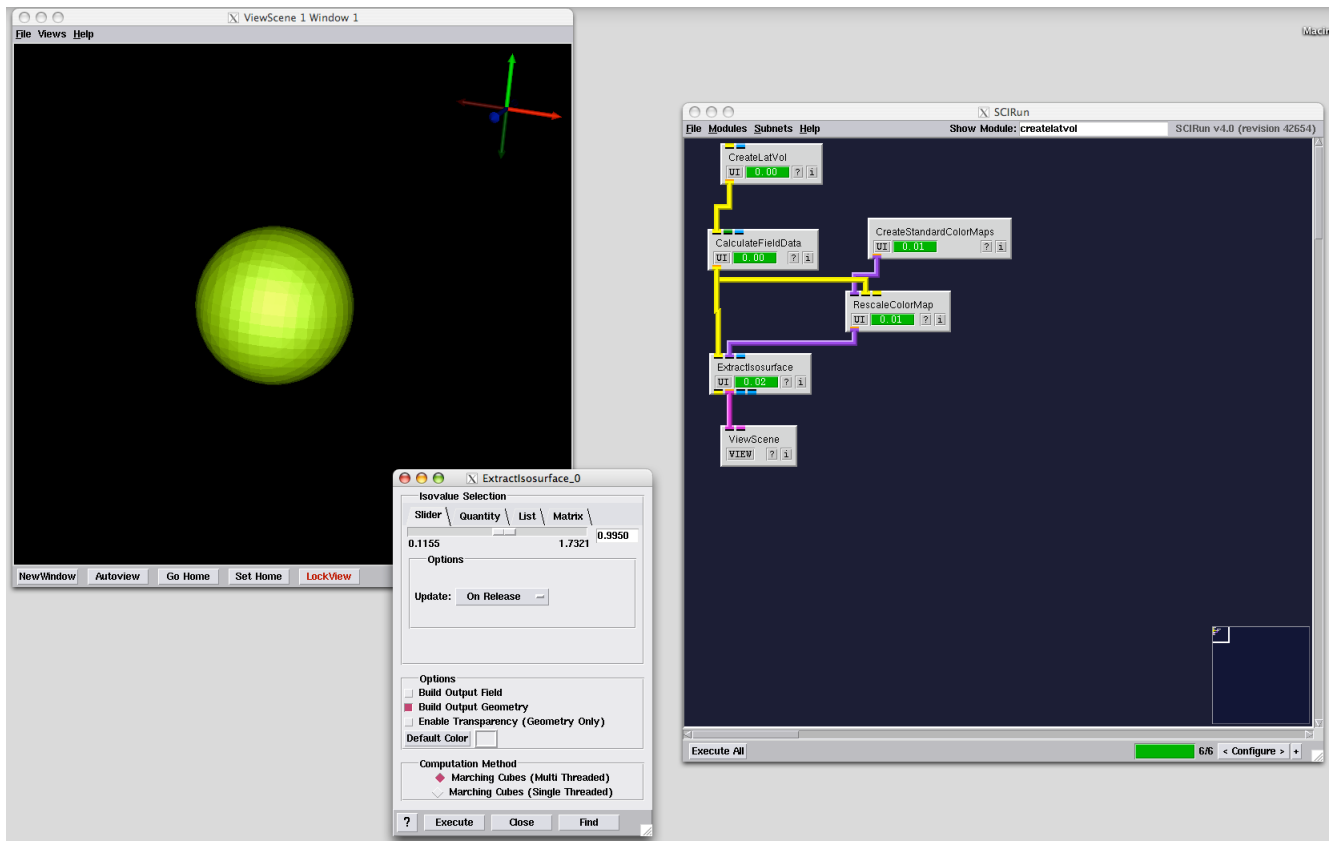 ViewScene 1 Window 1
File Views Help
NewWindow Autoview Go Home Set Home LockView
ExtractIsosurface_0
Isovalue Selection
Slider Quantity List Matrix
0.9950
0.1155 1.7321
Options
Update: On Release
Options
Build Output Field
Build Output Geometry
Enable Transparency (Geometry Only)
Default Color
Computation Method
Marching Cubes (Multi Threaded)
Marching Cubes (Single Threaded)
? Execute Close Find
SCIRun
File Modules Subnets Help Show Module: createlatvol SCIRun v4.0 (revision 42654)
CreateLatVol
UI 0.00 ? i
CalculateFieldData
UI 0.00 ? i
CreateStandardColorMaps
UI 0.01 ? i
RescaleColorMap
UI 0.01 ? i
ExtractIsosurface
UI 0.02 ? i
ViewScene
VIEW ? i
Execute All 6/6 < Configure > +